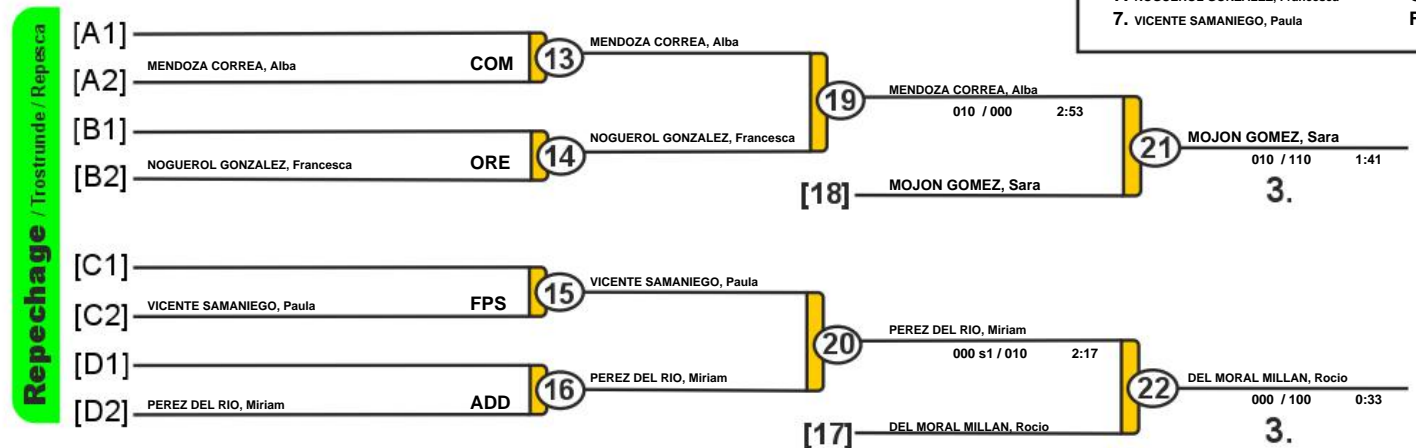 7. VICENTE SAMANIEGO, Paula
Repechage / Trostrunde / Repesca
[A1]
MENDOZA CORREA, Alba COM
[A2]
13
MENDOZA CORREA, Alba
[B1]
NOGUEROL GONZALEZ, Francesca ORE
[B2]
14
NOGUEROL GONZALEZ, Francesca
19
MENDOZA CORREA, Alba
010 / 000 2:53
[18] MOJON GOMEZ, Sara
21
MOJON GOMEZ, Sara
010 / 110 1:41
3.
[C1]
VICENTE SAMANIEGO, Paula FPS
[C2]
15
VICENTE SAMANIEGO, Paula
[D1]
PEREZ DEL RIO, Miriam ADD
[D2]
16
PEREZ DEL RIO, Miriam
20
PEREZ DEL RIO, Miriam
000 s1 / 010 2:17
[17] DEL MORAL MILLAN, Rocio
22
DEL MORAL MILLAN, Rocio
000 / 100 0:33
3.